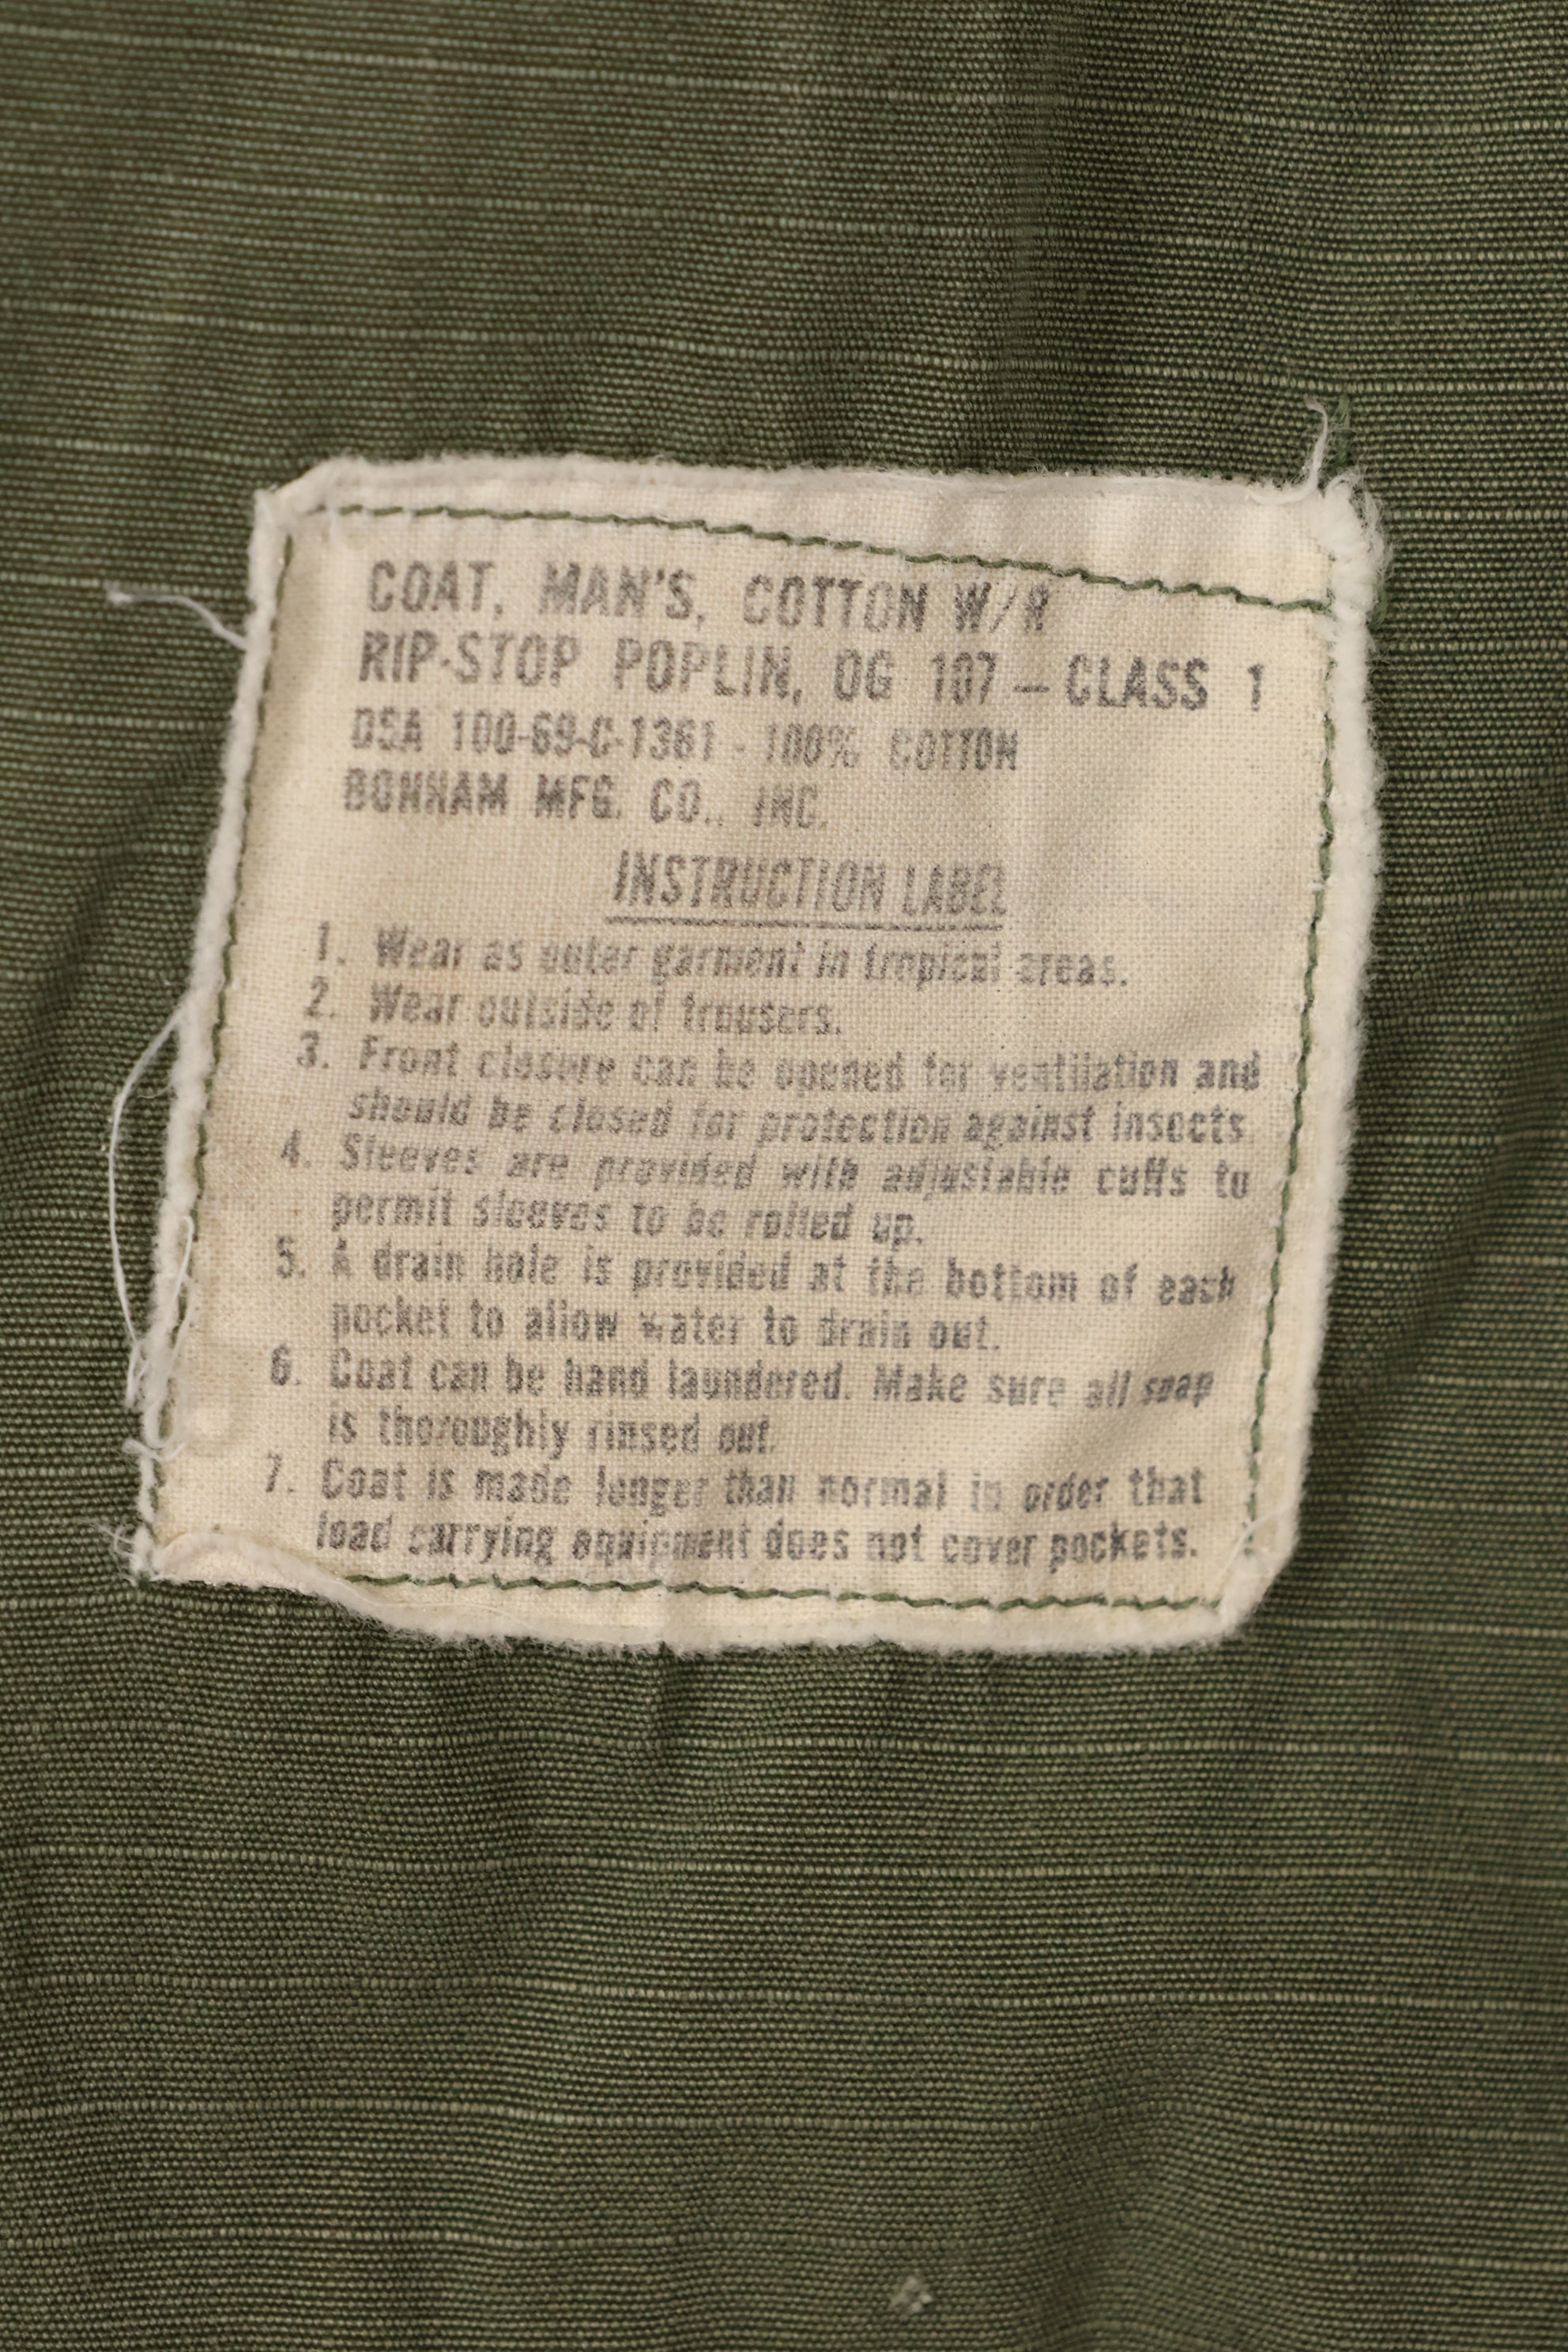 COAT, MAN'S, COTTON W/R
RIP-STOP POPLIN, OG 107 – CLASS 1
DSA 100-69-C-1361 - 100% COTTON
BONHAM MFG. CO., INC.
INSTRUCTION LABEL
1. Wear as outer garment in tropical areas.
2. Wear outside of trousers.
3. Front closure can be opened for ventilation and
should be closed for protection against insects.
4. Sleeves are provided with adjustable cuffs to
permit sleeves to be rolled up.
5. A drain hole is provided at the bottom of each
pocket to allow water to drain out.
6. Coat can be hand laundered. Make sure all soap
is thoroughly rinsed out.
7. Coat is made longer than normal in order that
load carrying equipment does not cover pockets.